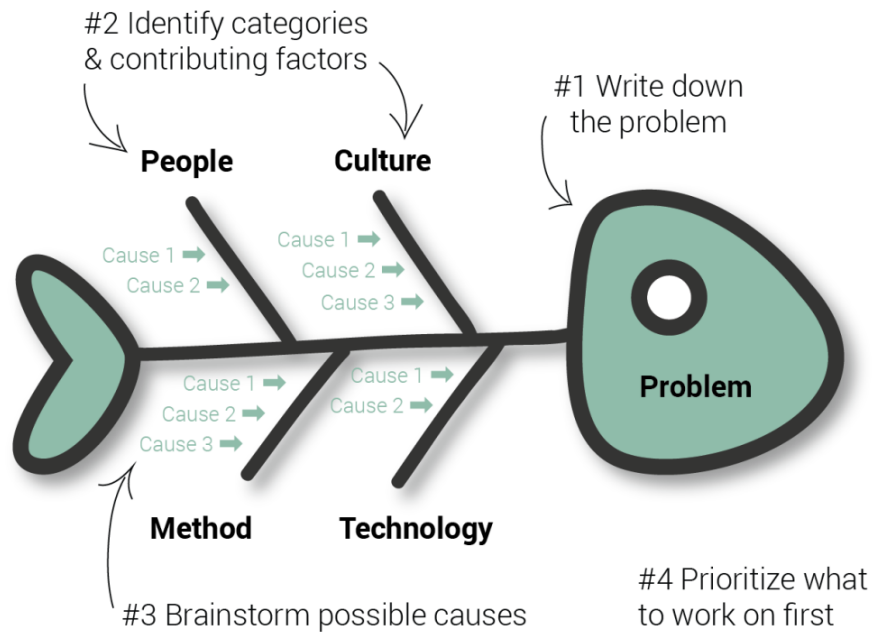 #2 Identify categories
& contributing factors
#1 Write down
the problem
People
Culture
Cause 1
Cause 2
Cause 1
Cause 2
Cause 3
Problem
Cause 1
Cause 2
Cause 3
Cause 1
Cause 2
Method
Technology
#3 Brainstorm possible causes
#4 Prioritize what
to work on first